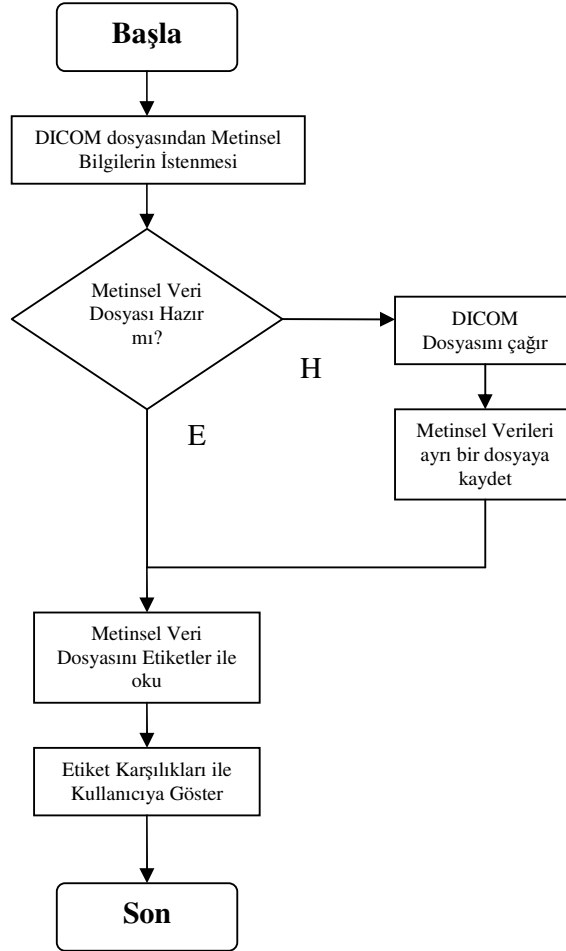 Başla
DICOM dosyasından Metinsel
Bilgilerin İstenmesi
Metinsel Veri
Dosyası Hazır
mı?
H
E
DICOM
Dosyasını çağır
Metinsel Verileri
ayrı bir dosyaya
kaydet
Metinsel Veri
Dosyasını Etiketler ile
oku
Etiket Karşılıkları ile
Kullanıcıya Göster
Son